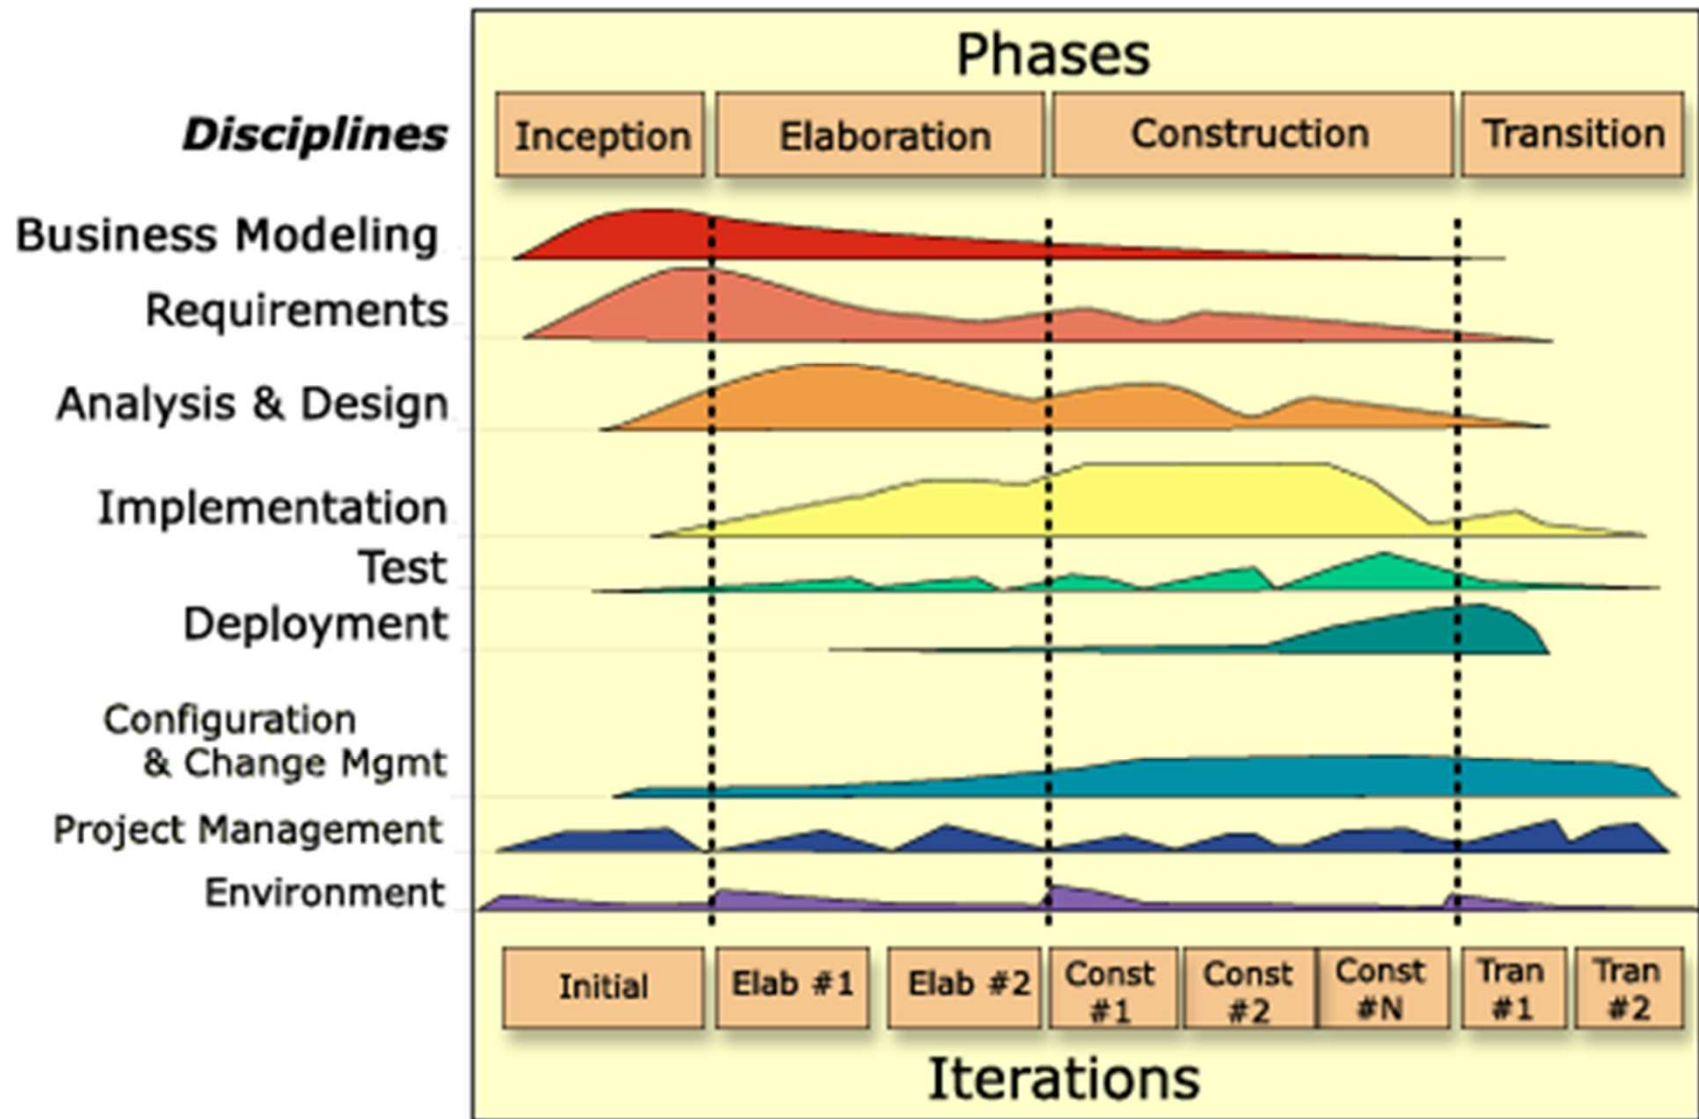 Phases
Disciplines
Inception
Elaboration
Construction
Transition
Business Modeling
Requirements
Analysis & Design
Implementation
Test
Deployment
Configuration
& Change Mgmt
Project Management
Environment
Initial
Elab #1
Elab #2
Const
#1
Const
#2
Const
#N
Tran
#1
Tran
#2
Iterations